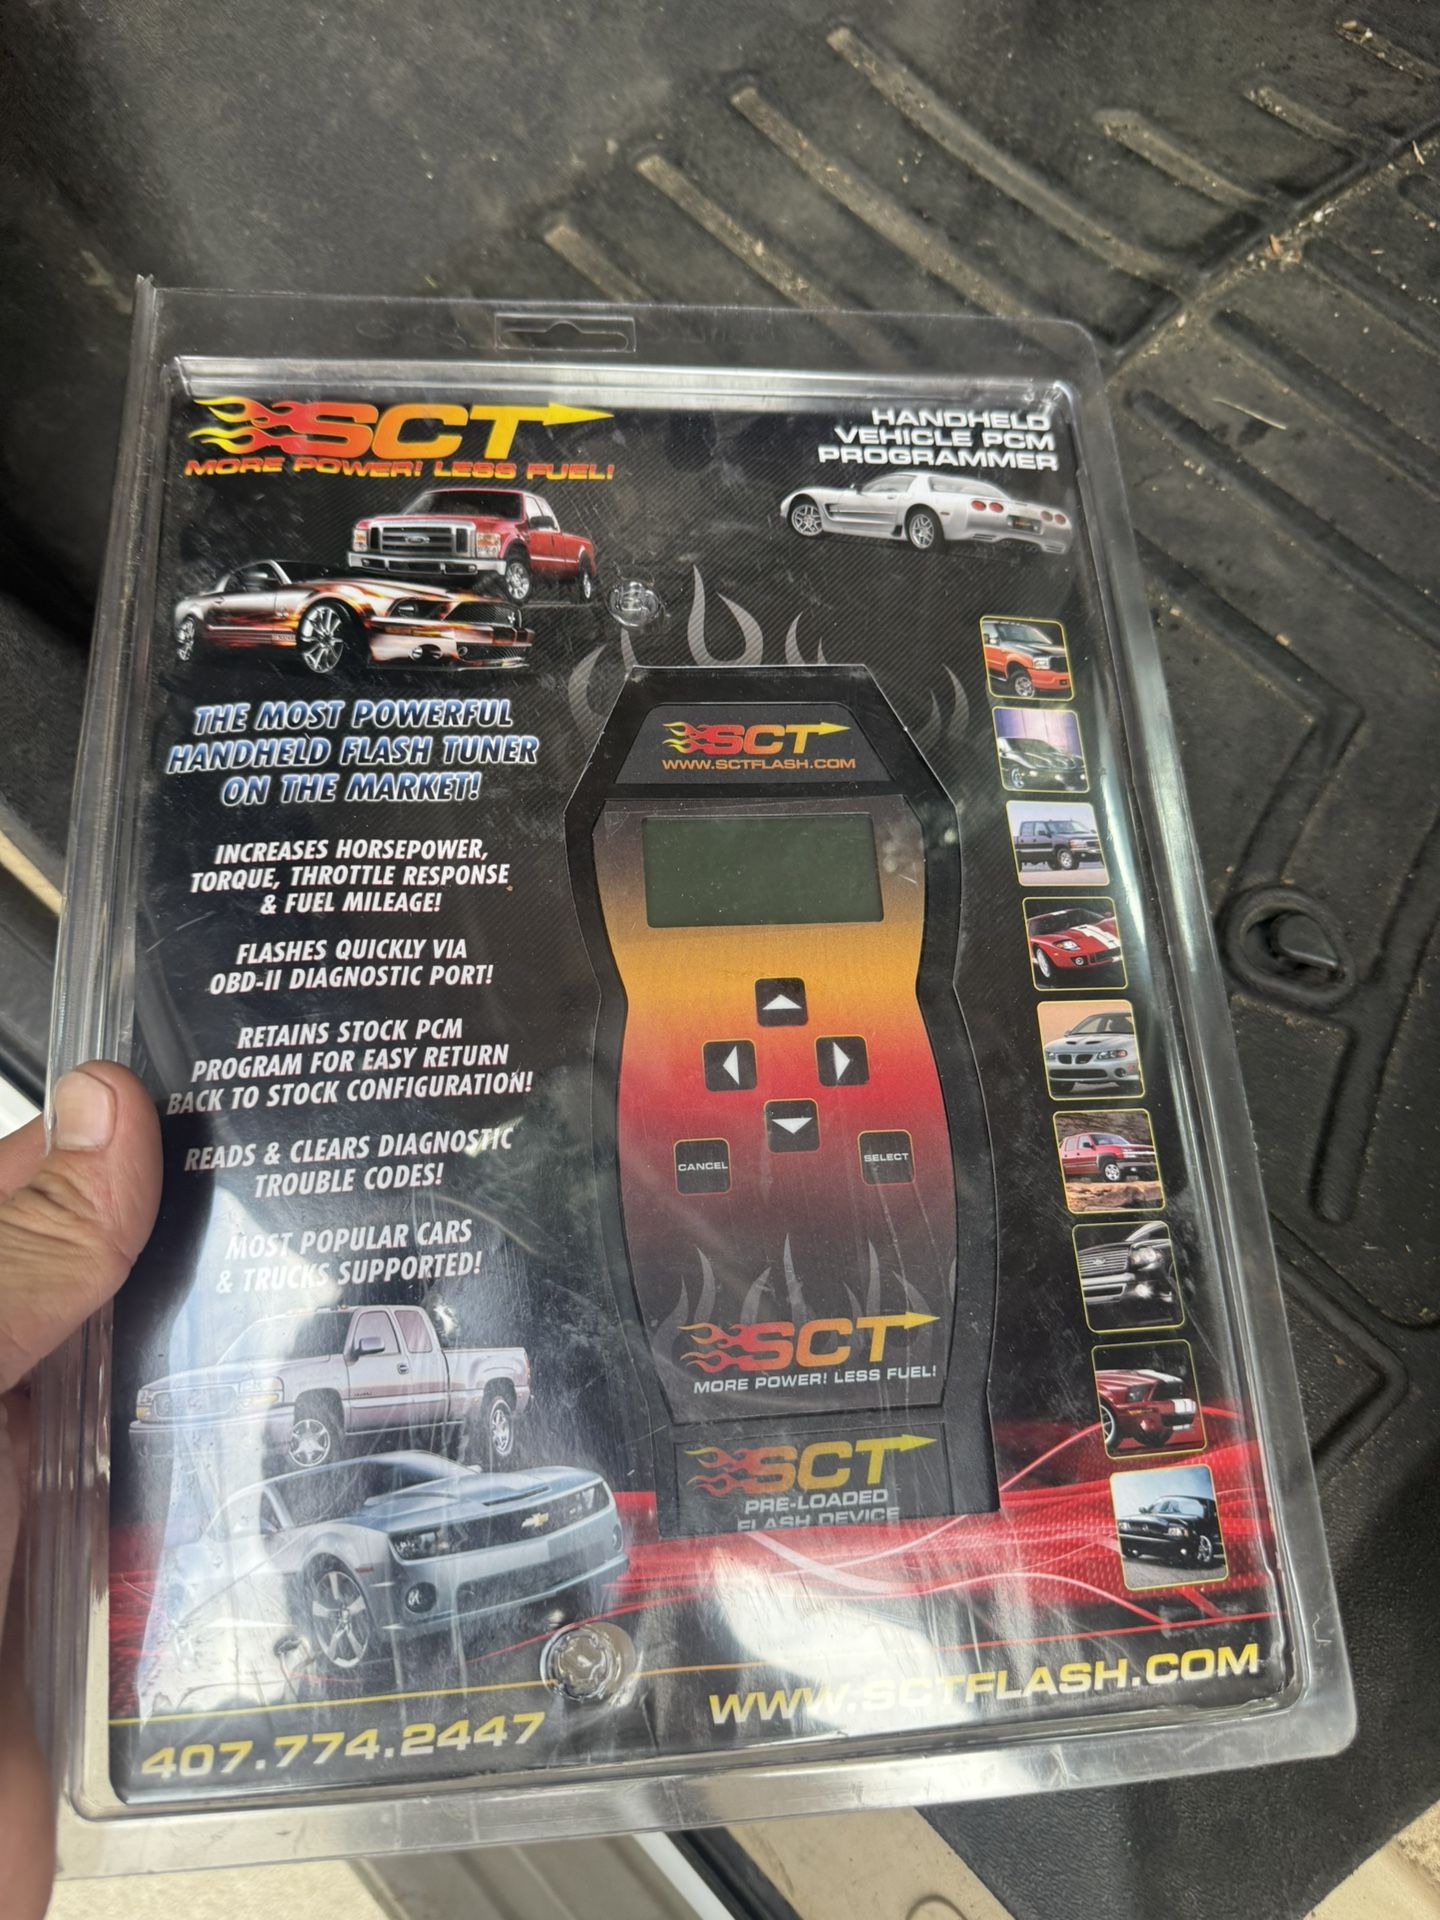 SCT
MORE POWER! LESS FUEL!
HANDHELD
VEHICLE PCM
PROGRAMMER
THE MOST POWERFUL
HANDHELD FLASH TUNER
ON THE MARKET!
INCREASES HORSEPOWER,
TORQUE, THROTTLE RESPONSE
& FUEL MILEAGE!
FLASHES QUICKLY VIA
OBD-II DIAGNOSTIC PORT!
RETAINS STOCK PCM
PROGRAM FOR EASY RETURN
BACK TO STOCK CONFIGURATION!
READS & CLEARS DIAGNOSTIC
TROUBLE CODES!
MOST POPULAR CARS
& TRUCKS SUPPORTED!
SCT
WWW.SCTFLASH.COM
CANCEL
SELECT
SCT
MORE POWER! LESS FUEL!
SCT
PRE-LOADED
FLASH DEVICE
407.774.2447
WWW.SCTFLASH.COM